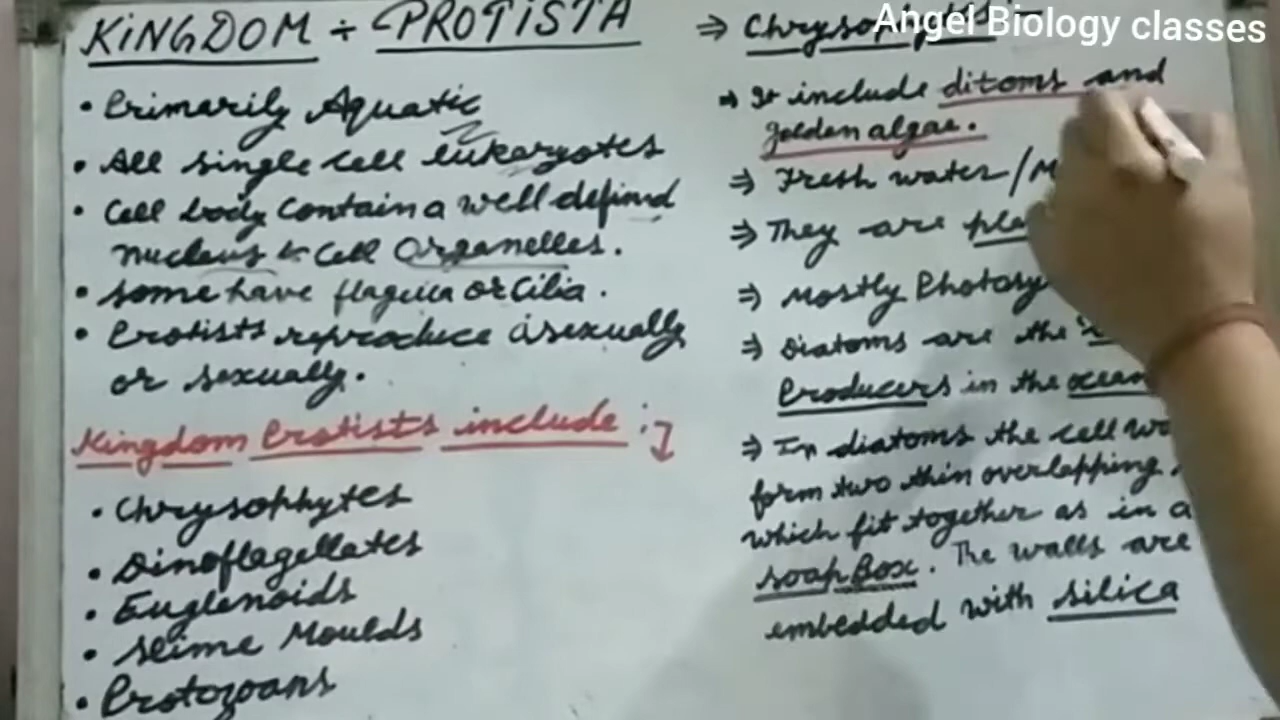 KINGDOM ÷ PROTISTA
• Primarily Aquatic
• All single cell eukaryotes
• Cell body contain a well defined
nucleus & cell organelles.
• some have flagella or cilia.
• Protists reproduce asexually
or sexually.
Kingdom Protists include :⁊
• Chrysophytes
• Dinoflagellates
• Euglenoids
• Slime Moulds
• Protozoans
Angel Biology classes
⇒ It include ditoms and
golden algae.
⇒ Fresh water/
⇒ They are
⇒ Mostly
⇒ Diatoms are the
Producers in the ocean
⇒ In diatoms the cell
form two thin overlapping
which fit together as in a
soap Box. The walls are
embedded with silica